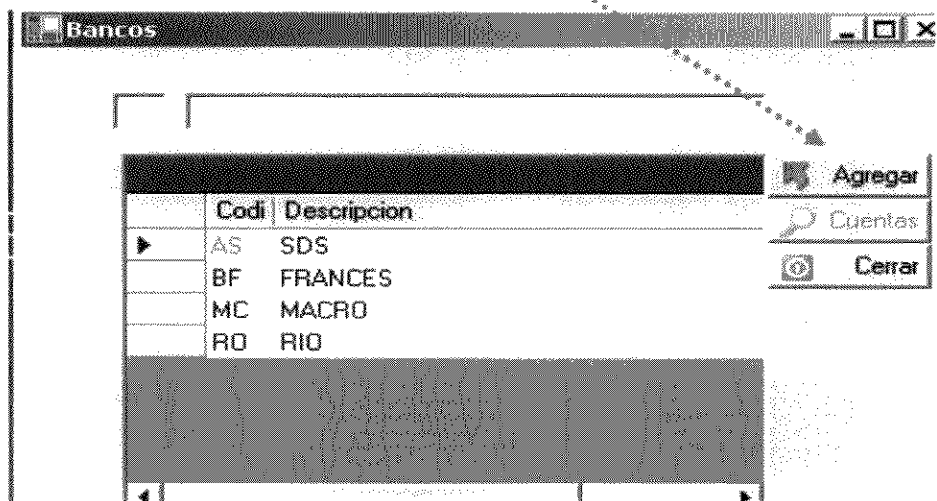 Bancos
Agregar
Codi Descripcion
Cuentas
AS SDS
Cerrar
BF FRANCES
MC MACRO
RO RIO